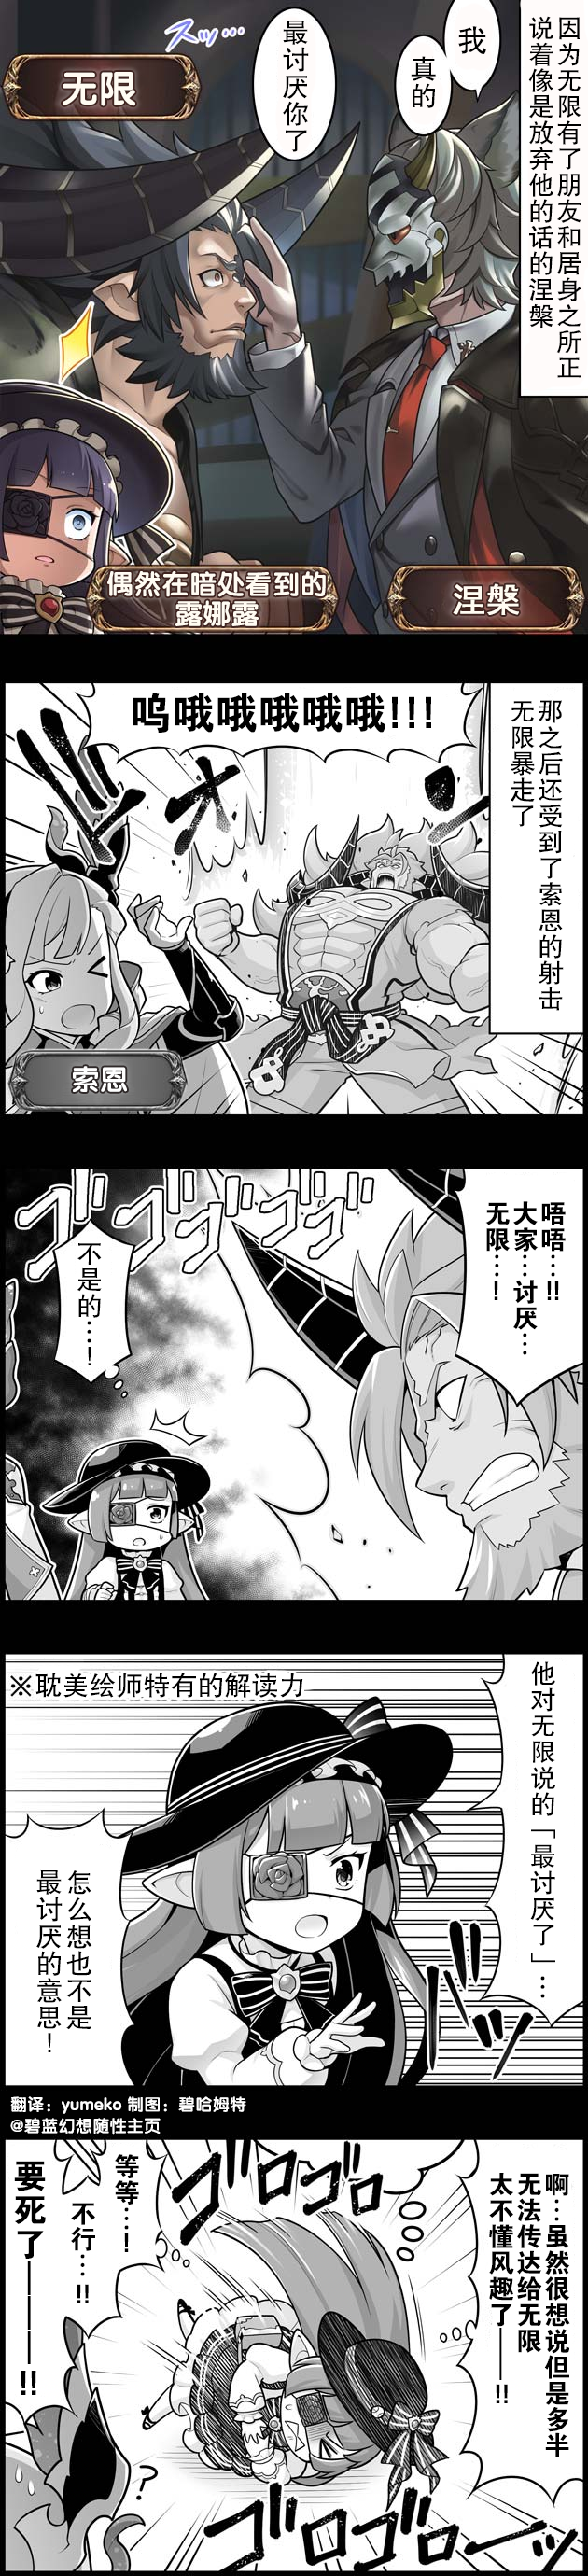 因为无限有了朋友和居身之所正
说着像是放弃他的话的涅槃
我
真的
最讨厌你了
スッ…
无限
偶然在暗处看到的
露娜露
涅槃
那之后还受到了索恩的射击
无限暴走了
呜哦哦哦哦哦!!!
索恩
唔唔…!!
大家…讨厌…
无限…!
ゴゴゴゴゴ
不是的…!
他对无限说的「最讨厌了」…
※耽美绘师特有的解读力
怎么想也不是
最讨厌的意思！
翻译：yumeko 制图：碧哈姆特
@碧蓝幻想随性主页
啊…虽然很想说但是多半
无法传达给无限
太不懂风趣了——!!
ゴロゴロ
等等…!
不行…!!
要死了————!!
?
ゴロゴローッ